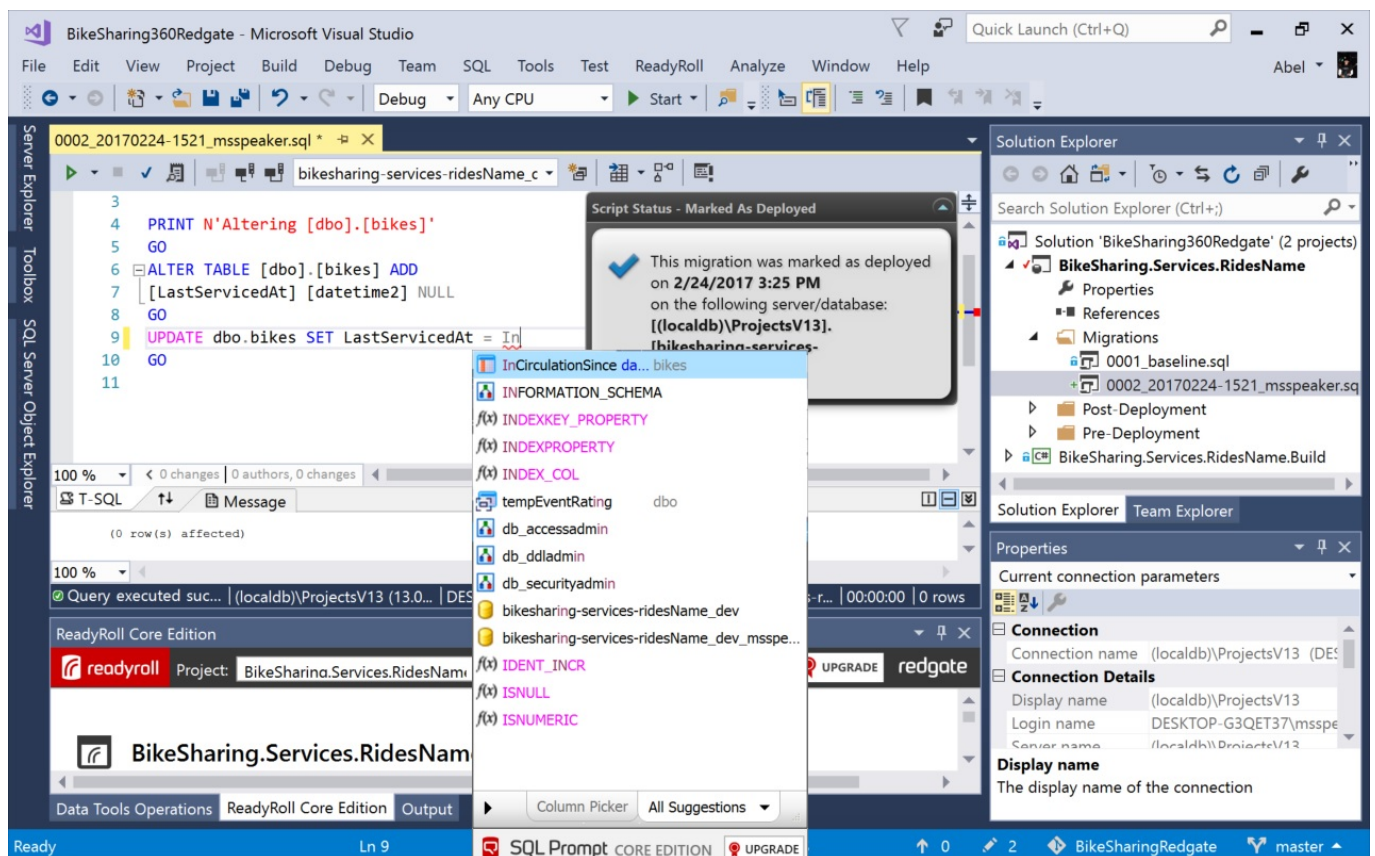 BikeSharing360Redgate - Microsoft Visual Studio
Quick Launch (Ctrl+Q)
File Edit View Project Build Debug Team SQL Tools Test ReadyRoll Analyze Window Help
Abel
Debug Any CPU Start
Server Explorer
Toolbox
SQL Server Object Explorer
0002_20170224-1521_msspeaker.sql *
bikesharing-services-ridesName_c
3
4 PRINT N'Altering [dbo].[bikes]'
5 GO
6 ALTER TABLE [dbo].[bikes] ADD
7 [LastServicedAt] [datetime2] NULL
8 GO
9 UPDATE dbo.bikes SET LastServicedAt = In
10 GO
11
Script Status - Marked As Deployed
This migration was marked as deployed
on 2/24/2017 3:25 PM
on the following server/database:
[(localdb)\ProjectsV13].
[bikesharing-services-
InCirculationSince da... bikes
INFORMATION_SCHEMA
f(x) INDEXKEY_PROPERTY
f(x) INDEXPROPERTY
f(x) INDEX_COL
tempEventRating dbo
db_accessadmin
db_ddladmin
db_securityadmin
bikesharing-services-ridesName_dev
bikesharing-services-ridesName_dev_msspe...
f(x) IDENT_INCR
f(x) ISNULL
f(x) ISNUMERIC
Column Picker All Suggestions
SQL Prompt CORE EDITION UPGRADE
100 % 0 changes | 0 authors, 0 changes
T-SQL Message
(0 row(s) affected)
100 %
Query executed suc... | (localdb)\ProjectsV13 (13.0... | DES
s-r... | 00:00:00 | 0 rows
ReadyRoll Core Edition
readyroll Project: BikeSharing.Services.RidesNam
UPGRADE redgate
BikeSharing.Services.RidesNam
Data Tools Operations ReadyRoll Core Edition Output
Solution Explorer
Search Solution Explorer (Ctrl+;)
Solution 'BikeSharing360Redgate' (2 projects)
BikeSharing.Services.RidesName
Properties
References
Migrations
0001_baseline.sql
0002_20170224-1521_msspeaker.sq
Post-Deployment
Pre-Deployment
C# BikeSharing.Services.RidesName.Build
Solution Explorer Team Explorer
Properties
Current connection parameters
Connection
Connection name (localdb)\ProjectsV13 (DES
Connection Details
Display name (localdb)\ProjectsV13
Login name DESKTOP-G3QET37\msspe
Server name (localdb)\ProjectsV13
Display name
The display name of the connection
Ready Ln 9 0 2 BikeSharingRedgate master